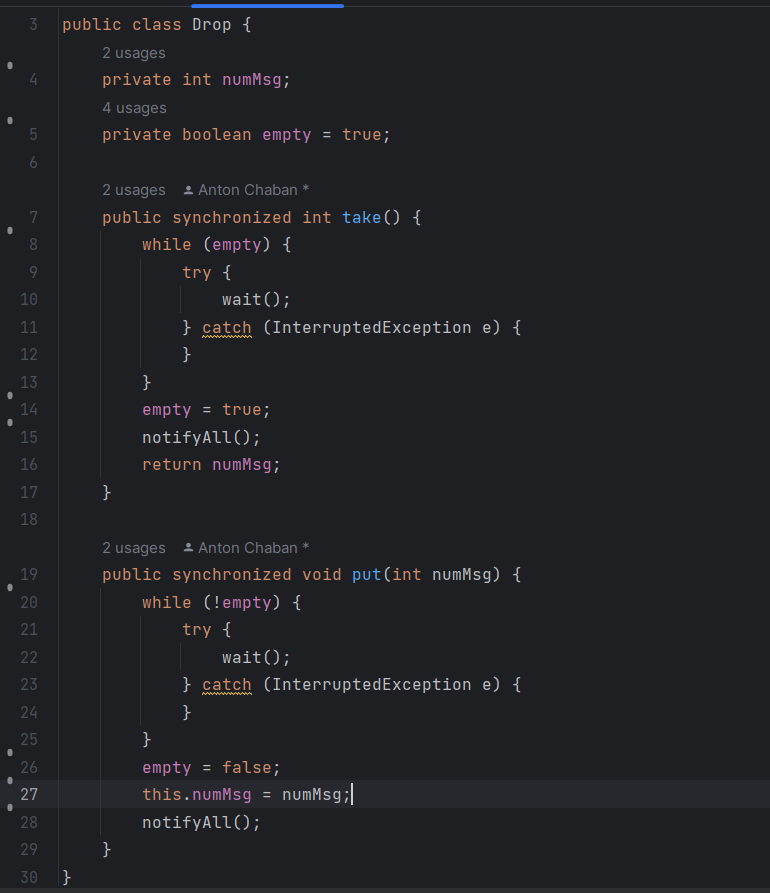 3 public class Drop {
2 usages
4 private int numMsg;
4 usages
5 private boolean empty = true;
6
2 usages Anton Chaban *
7 public synchronized int take() {
8 while (empty) {
9 try {
10 wait();
11 } catch (InterruptedException e) {
12 }
13 }
14 empty = true;
15 notifyAll();
16 return numMsg;
17 }
18
2 usages Anton Chaban *
19 public synchronized void put(int numMsg) {
20 while (!empty) {
21 try {
22 wait();
23 } catch (InterruptedException e) {
24 }
25 }
26 empty = false;
27 this.numMsg = numMsg;
28 notifyAll();
29 }
30 }